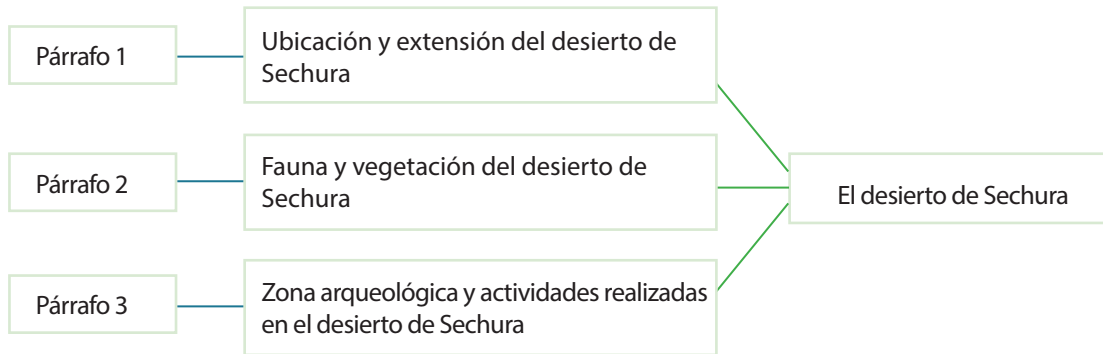 Párrafo 1
Ubicación y extensión del desierto de
Sechura
Párrafo 2
Fauna y vegetación del desierto de
Sechura
El desierto de Sechura
Párrafo 3
Zona arqueológica y actividades realizadas
en el desierto de Sechura